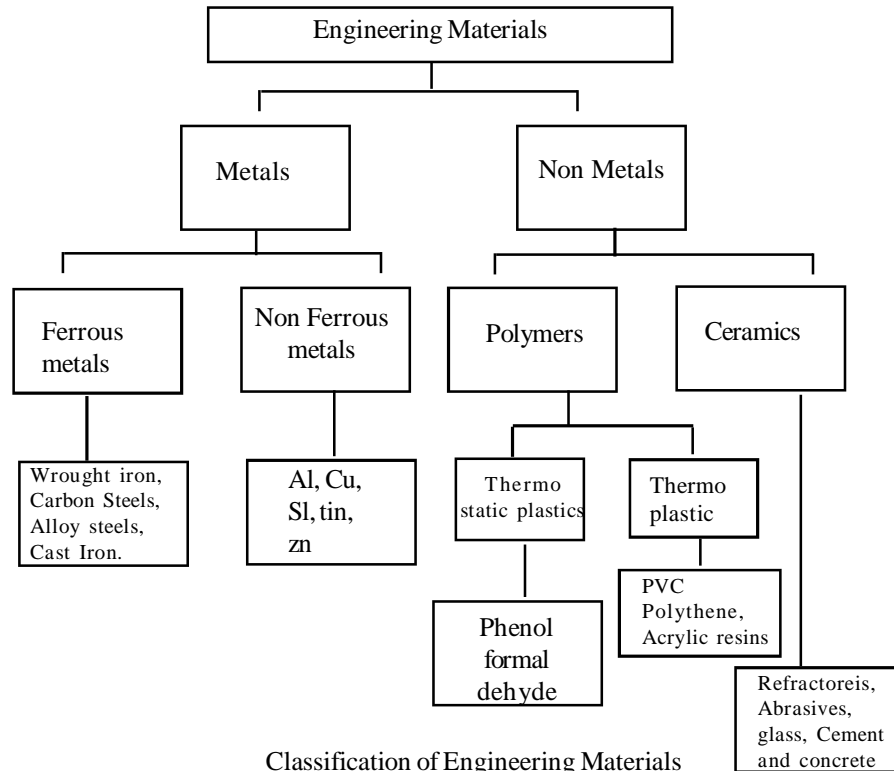 Engineering Materials
Metals
Non Metals
Ferrous
metals
Non Ferrous
metals
Polymers
Ceramics
Wrought iron,
Carbon Steels,
Alloy steels,
Cast Iron.
Al, Cu,
Sl, tin,
zn
Thermo
static plastics
Thermo
plastic
Phenol
formal
dehyde
PVC
Polythene,
Acrylic resins
Refractoreis,
Abrasives,
glass, Cement
and concrete
Classification of Engineering Materials